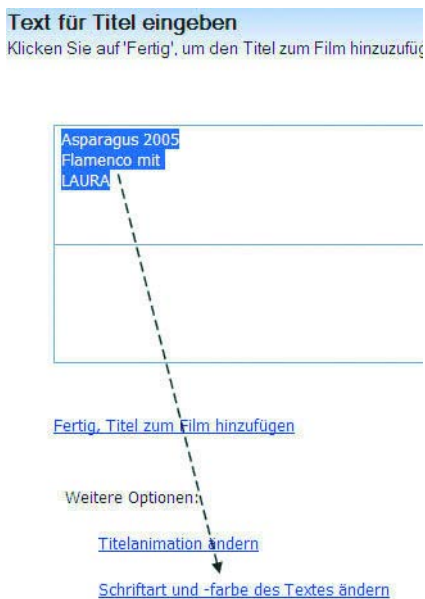 Text für Titel eingeben
Klicken Sie auf 'Fertig', um den Titel zum Film
Asparagus 2005
Flamenco mit
LAURA
Fertig, Titel zum Film hinzufügen
Weitere Optionen:
Titelanimation ändern
Schriftart und -farbe des Textes ändern